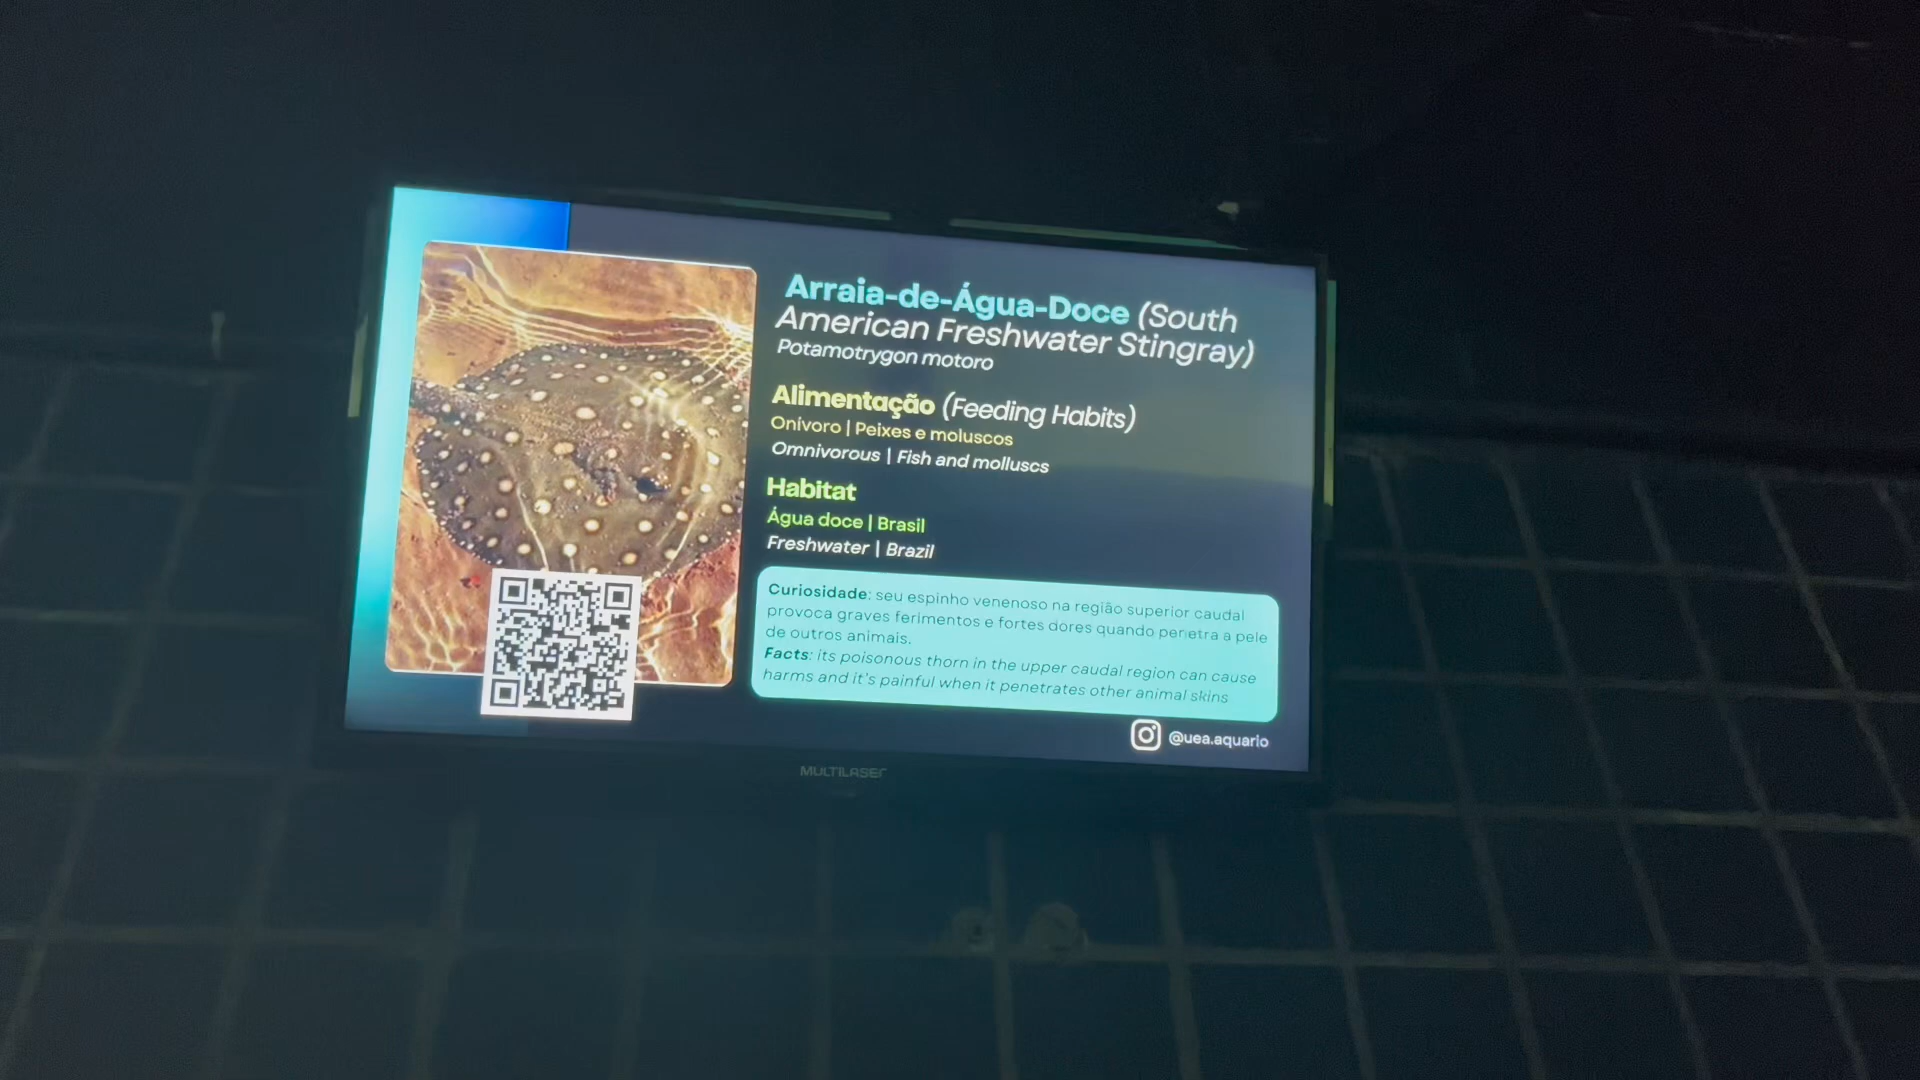 Arraia-de-Água-Doce (South
American Freshwater Stingray)
Potamotrygon motoro
Alimentação (Feeding Habits)
Onívoro | Peixes e moluscos
Omnivorous | Fish and molluscs
Habitat
Água doce | Brasil
Freshwater | Brazil
Curiosidade: seu espinho venenoso na região superior caudal
provoca graves ferimentos e fortes dores quando penetra a pele
de outros animais.
Facts: its poisonous thorn in the upper caudal region can cause
harms and it's painful when it penetrates other animal skins
@uea.aquario
MULTILASER